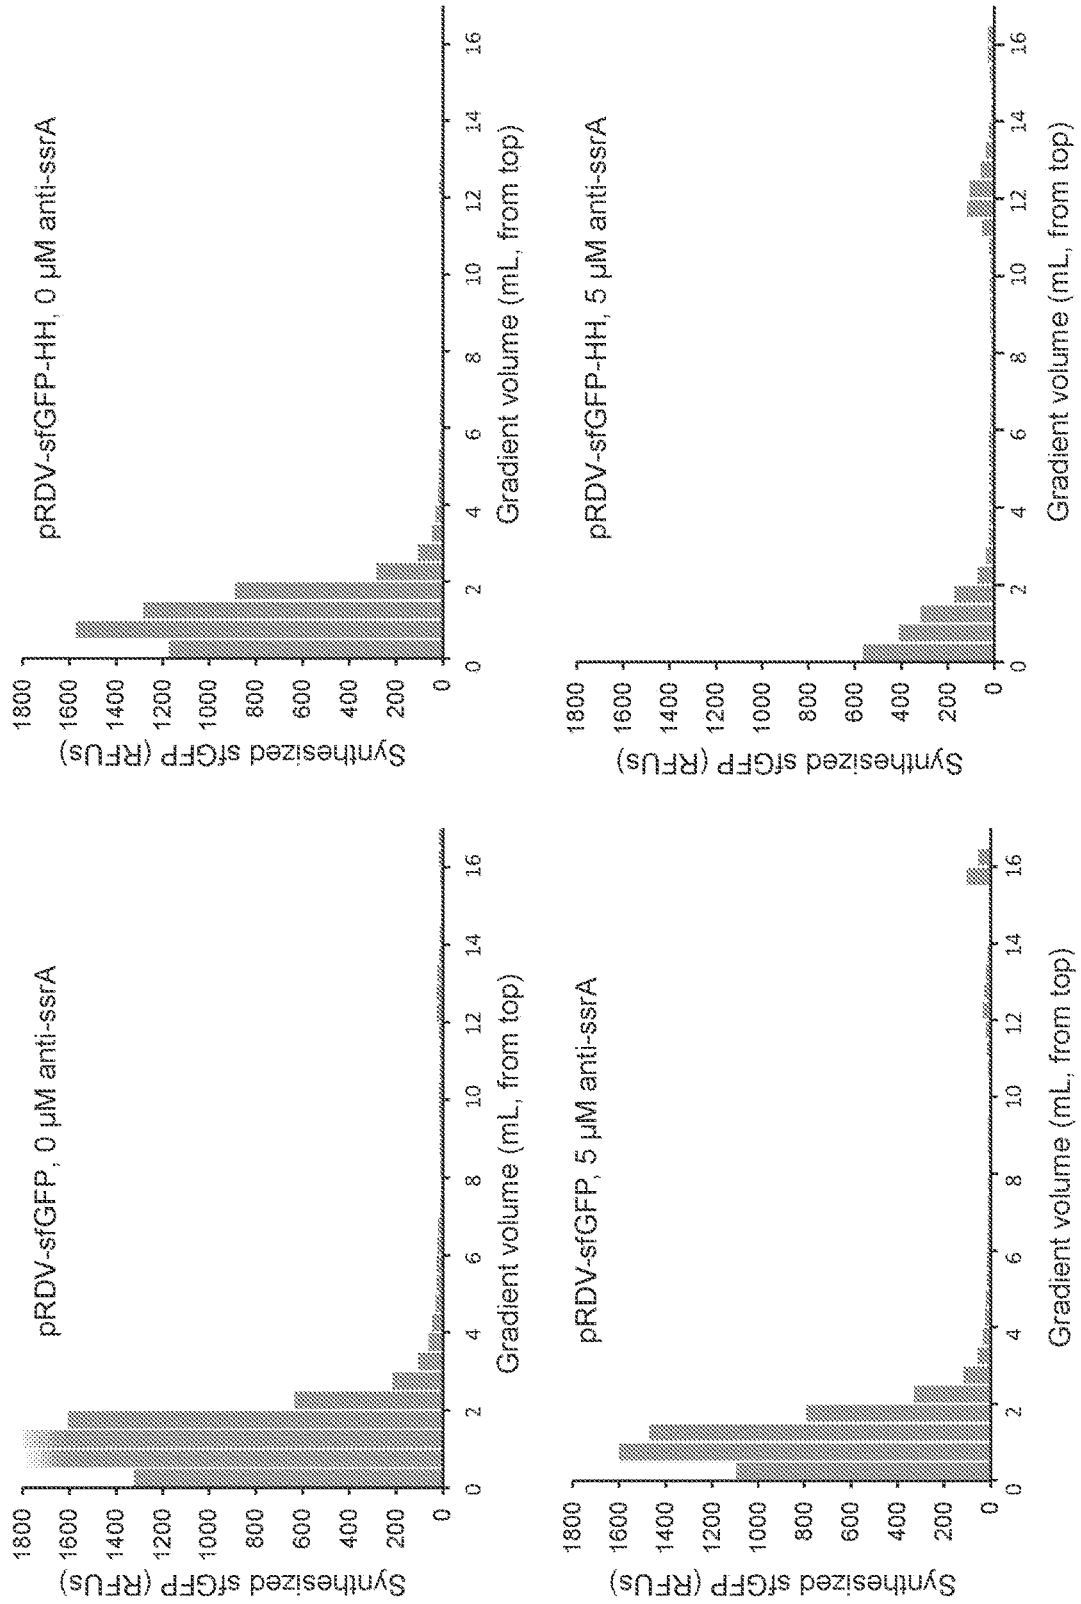 pRDV-sfGFP, 0 µM anti-ssrA
Synthesized sfGFP (RFUs)
1800
1600
1400
1200
1000
800
600
400
200
0
0 2 4 6 8 10 12 14 16
Gradient volume (mL, from top)
pRDV-sfGFP-HH, 0 µM anti-ssrA
Synthesized sfGFP (RFUs)
1800
1600
1400
1200
1000
800
600
400
200
0
0 2 4 6 8 10 12 14 16
Gradient volume (mL, from top)
pRDV-sfGFP, 5 µM anti-ssrA
Synthesized sfGFP (RFUs)
1800
1600
1400
1200
1000
800
600
400
200
0
0 2 4 6 8 10 12 14 16
Gradient volume (mL, from top)
pRDV-sfGFP-HH, 5 µM anti-ssrA
Synthesized sfGFP (RFUs)
1800
1600
1400
1200
1000
800
600
400
200
0
0 2 4 6 8 10 12 14 16
Gradient volume (mL, from top)